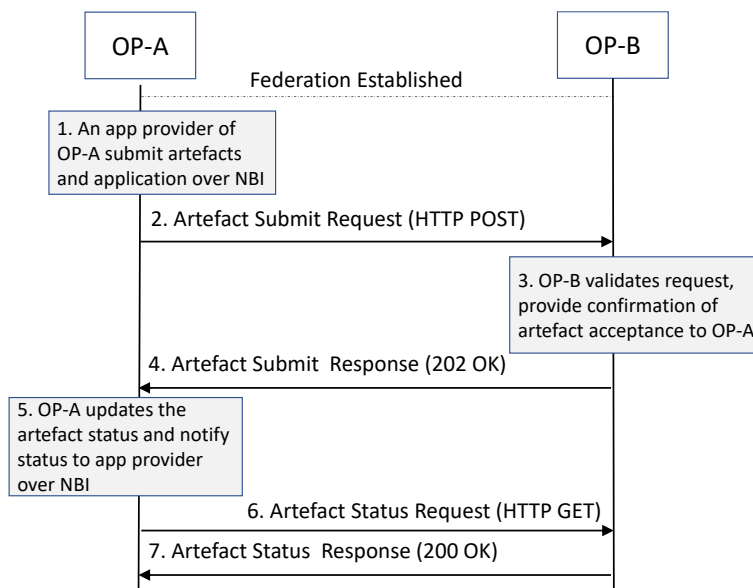 OP-A
OP-B
Federation Established
1. An app provider of
OP-A submit artefacts
and application over NBI
2. Artefact Submit Request (HTTP POST)
3. OP-B validates request,
provide confirmation of
artefact acceptance to OP-A
4. Artefact Submit  Response (202 OK)
5. OP-A updates the
artefact status and notify
status to app provider
over NBI
6. Artefact Status Request (HTTP GET)
7. Artefact Status  Response (200 OK)